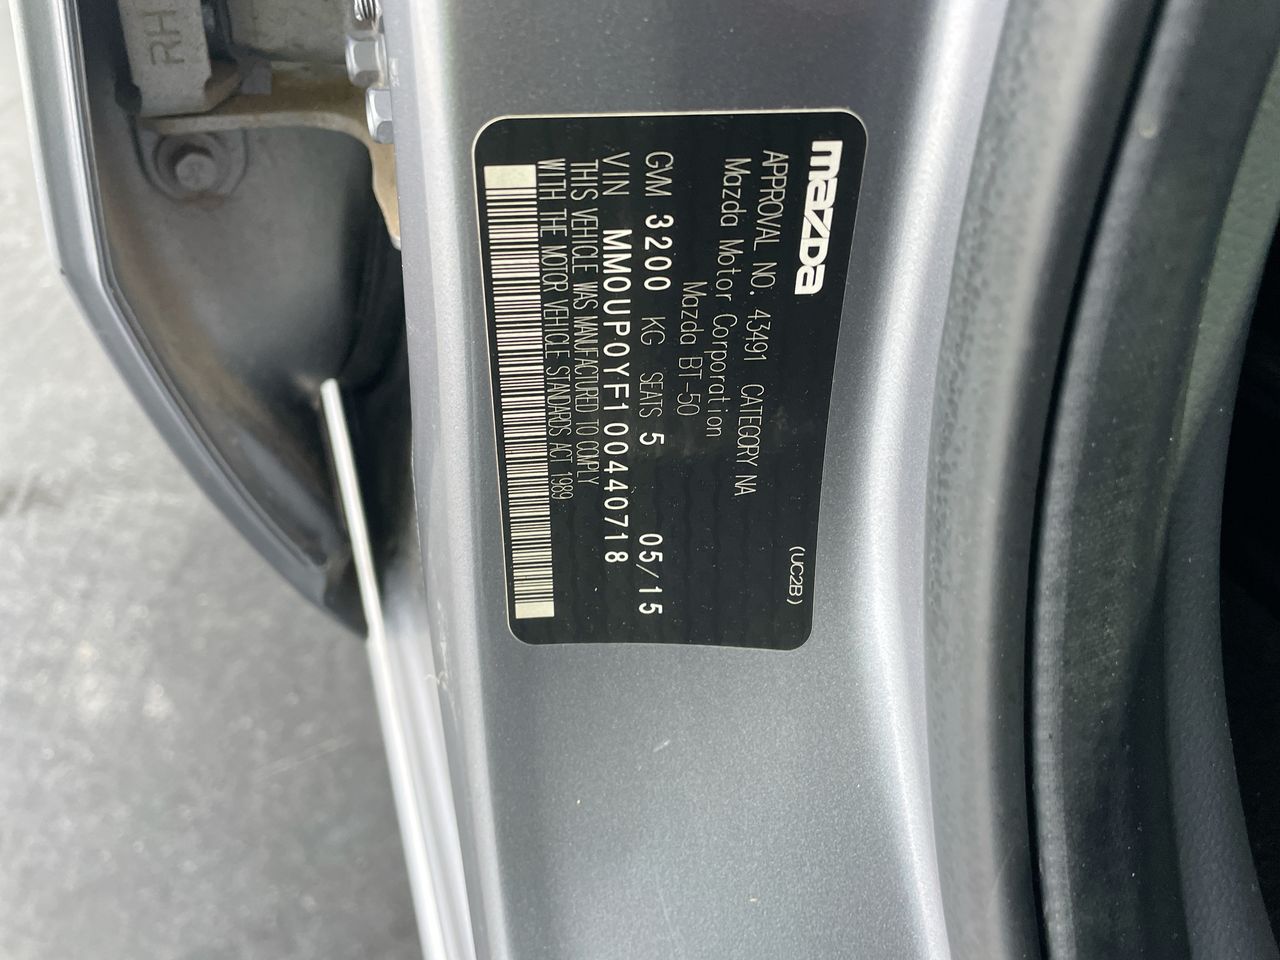 RH
mazda
(UC2B)
APPROVAL NO. 43491 CATEGORY NA
Mazda Motor Corporation
Mazda BT-50
GVM 3200 KG SEATS 5 05/15
VIN MM0UP0YF100440718
THIS VEHICLE WAS MANUFACTURED TO COMPLY
WITH THE MOTOR VEHICLE STANDARDS ACT 1989